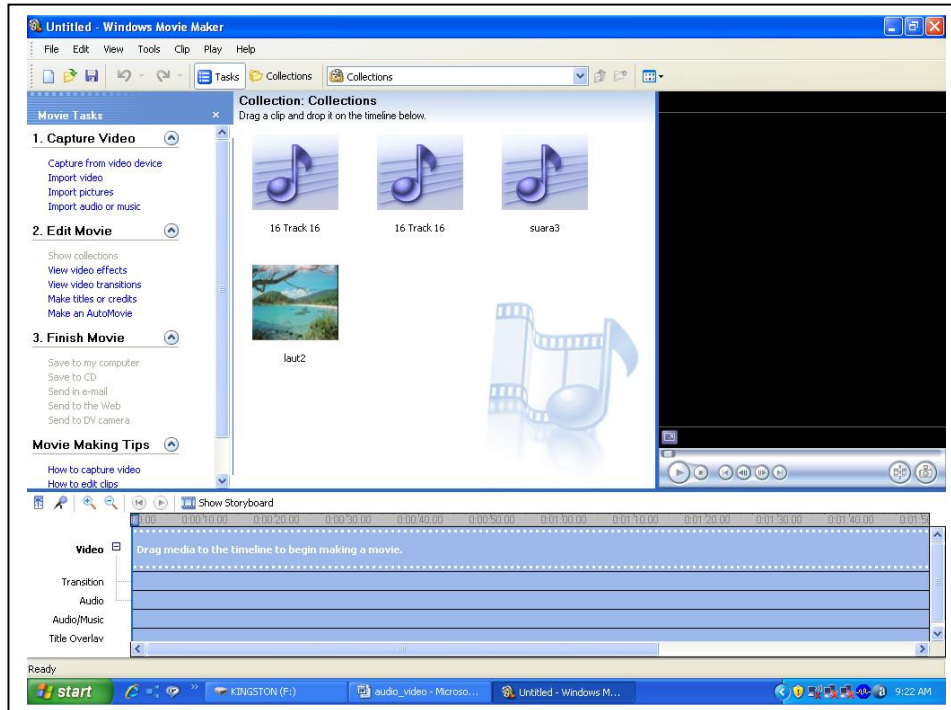 Untitled - Windows Movie Maker
File Edit View Tools Clip Play Help
Tasks Collections Collections
Movie Tasks
1. Capture Video
Capture from video device
Import video
Import pictures
Import audio or music
2. Edit Movie
Show collections
View video effects
View video transitions
Make titles or credits
Make an AutoMovie
3. Finish Movie
Save to my computer
Save to CD
Send in e-mail
Send to the Web
Send to DV camera
Movie Making Tips
How to capture video
How to edit clips
Collection: Collections
Drag a clip and drop it on the timeline below.
16 Track 16 16 Track 16 suara3
laut2
Show Storyboard
0:00:10.00 0:00:20.00 0:00:30.00 0:00:40.00 0:00:50.00 0:01:00.00 0:01:10.00 0:01:20.00 0:01:30.00 0:01:40.00
Video Drag media to the timeline to begin making a movie.
Transition
Audio
Audio/Music
Title Overlay
Ready
start KINGSTON (F:) audio_video - Microso... Untitled - Windows M... 9:22 AM